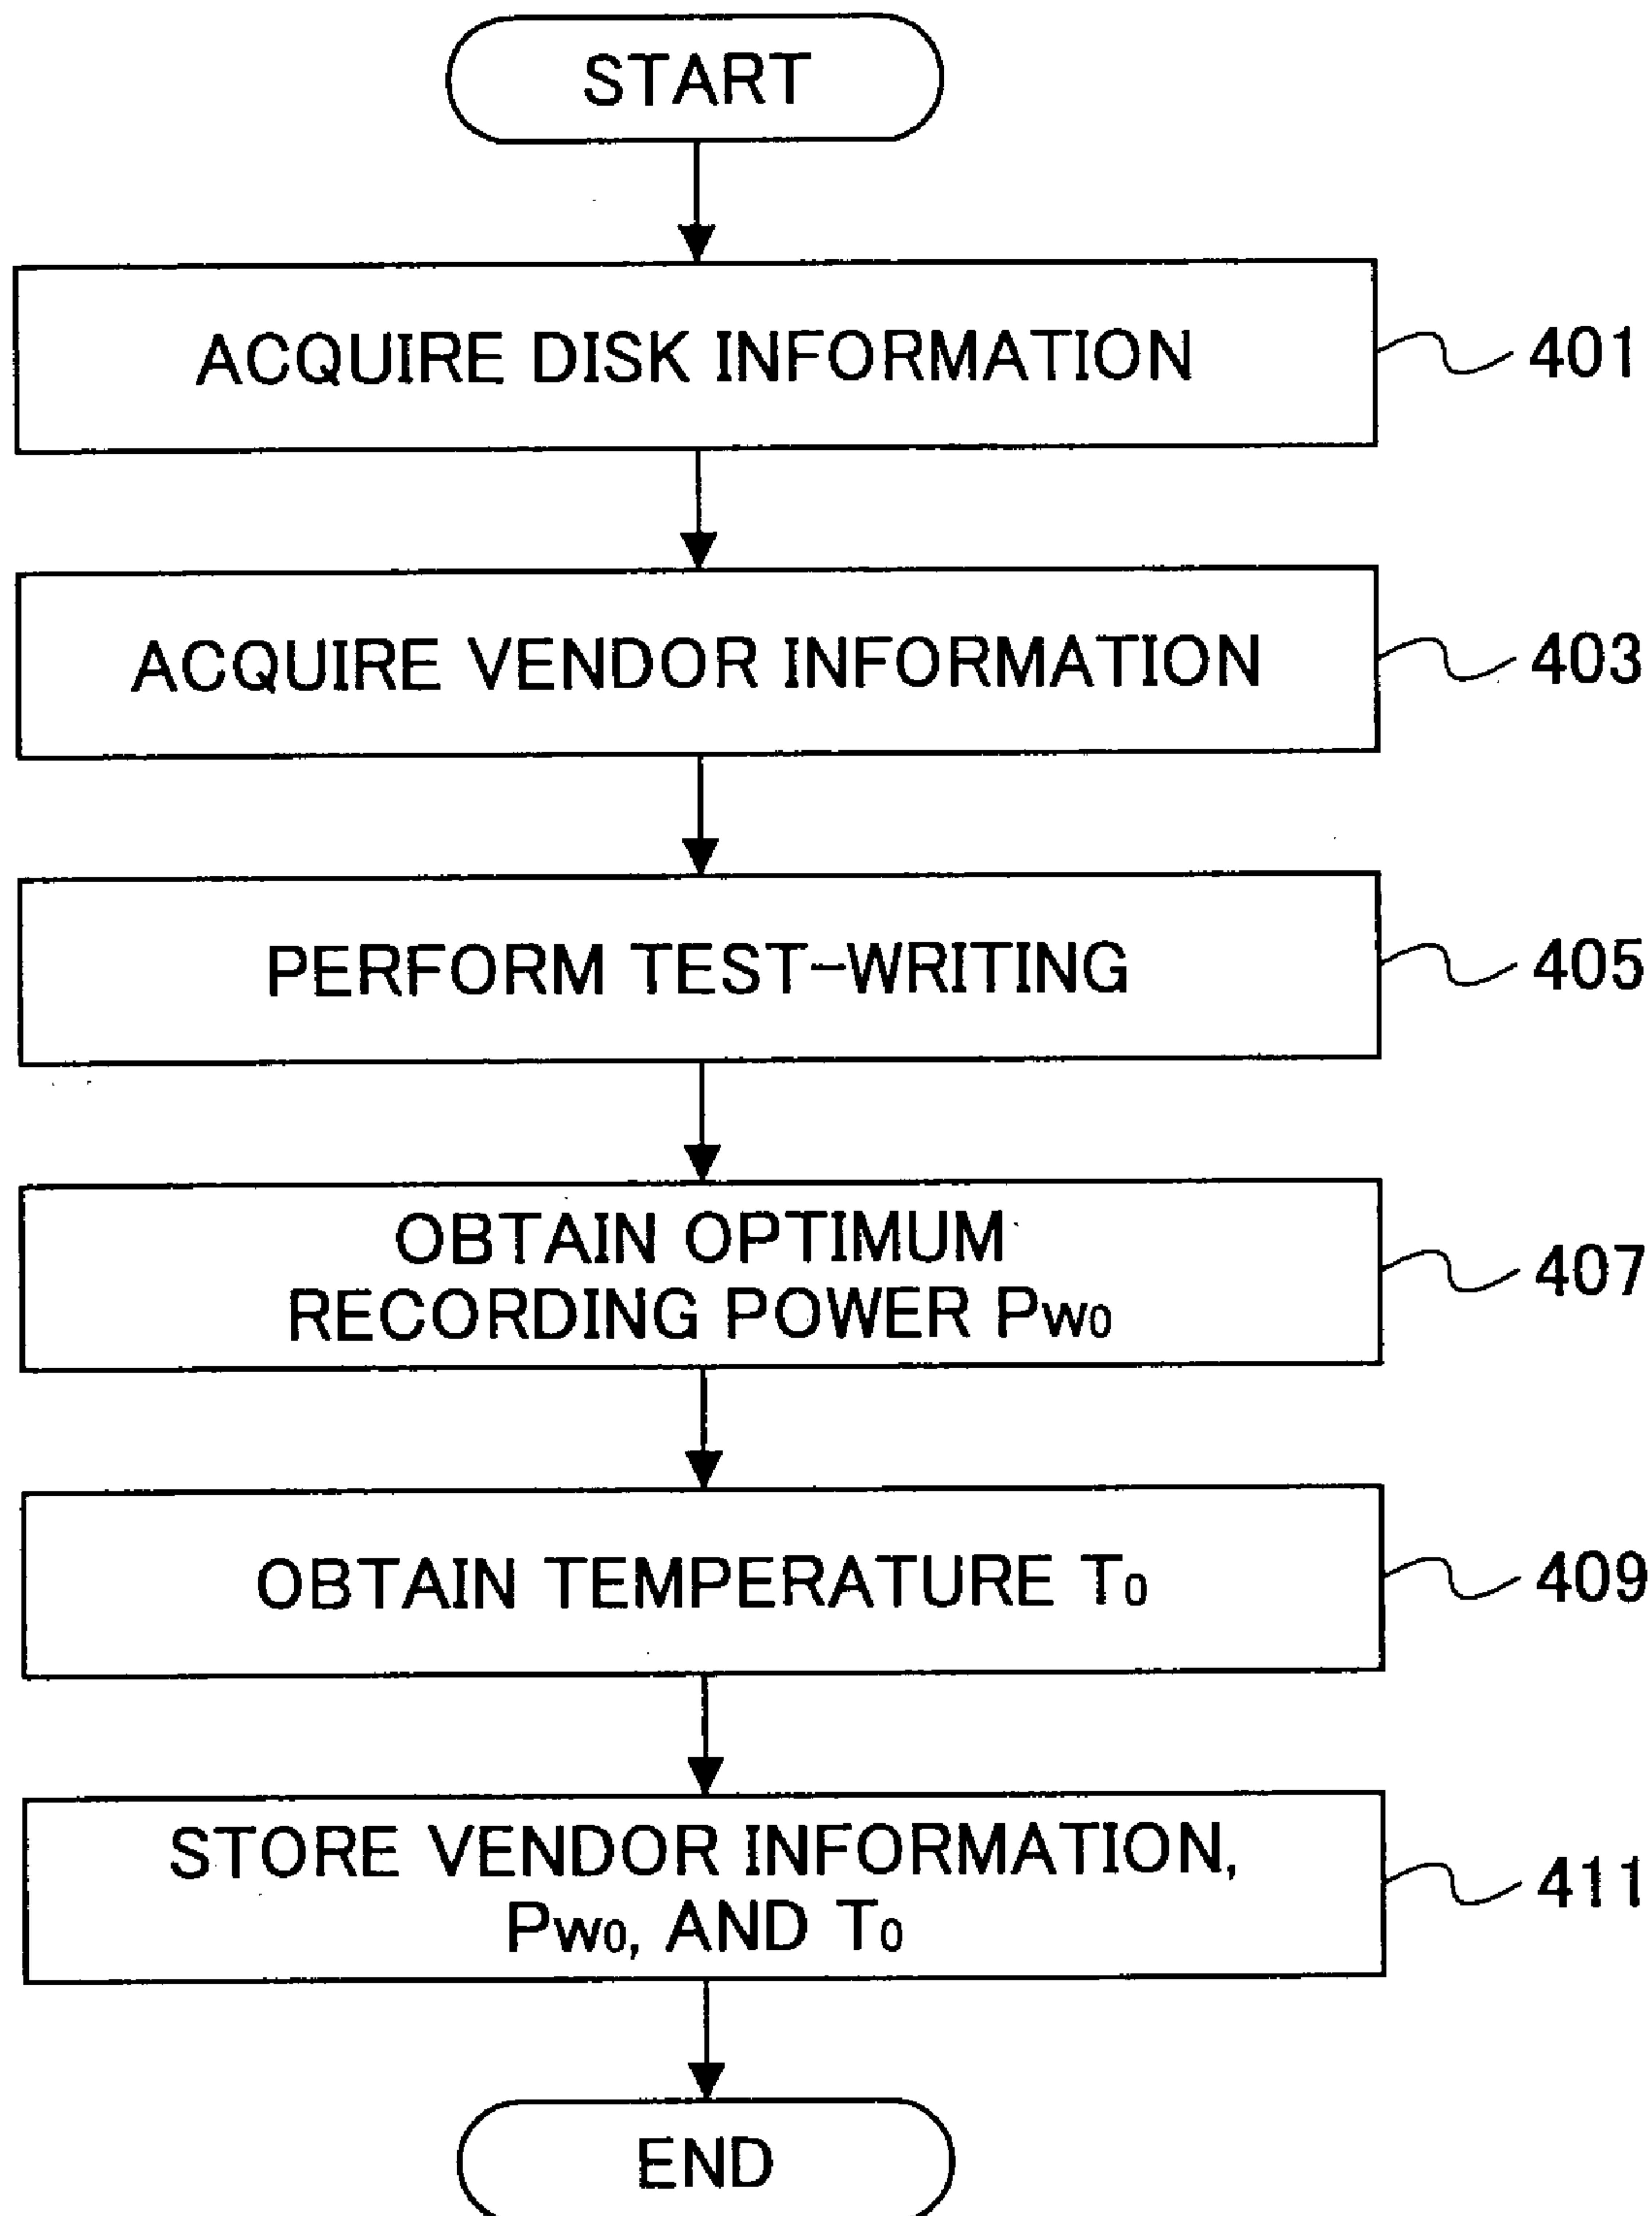 START
ACQUIRE DISK INFORMATION
401
ACQUIRE VENDOR INFORMATION
403
PERFORM TEST-WRITING
405
OBTAIN OPTIMUM
RECORDING POWER Pw₀
407
OBTAIN TEMPERATURE T₀
409
STORE VENDOR INFORMATION,
Pw₀, AND T₀
411
END